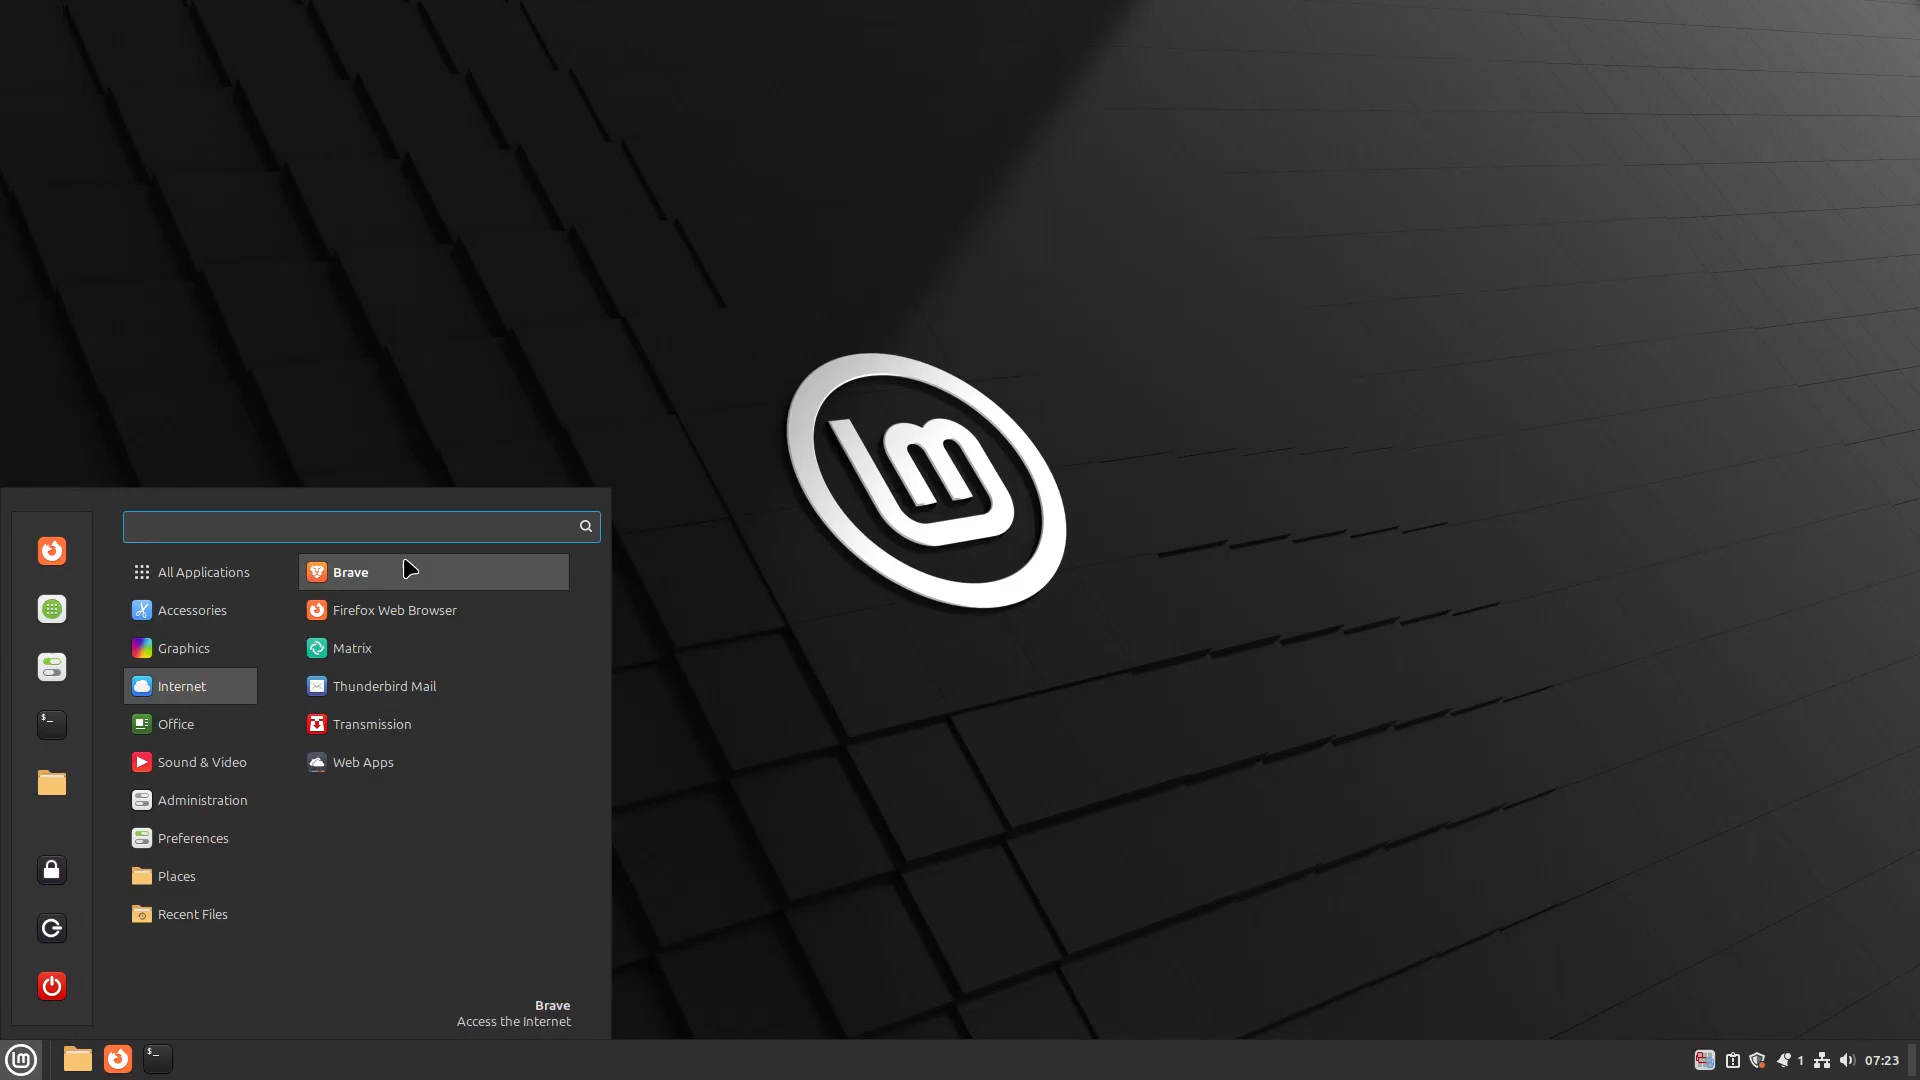 All Applications
Accessories
Graphics
Internet
Office
Sound & Video
Administration
Preferences
Places
Recent Files
Brave
Firefox Web Browser
Matrix
Thunderbird Mail
Transmission
Web Apps
Brave
Access the Internet
1
07:23